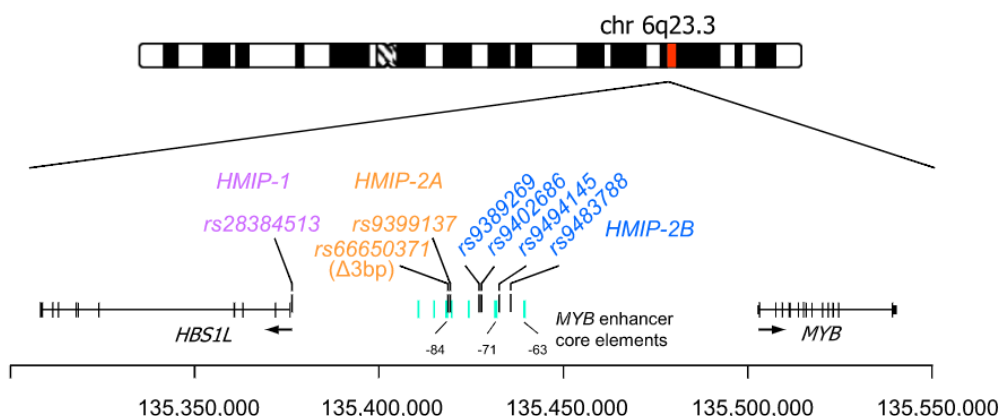 chr 6q23.3
HMIP-1
HMIP-2A
rs28384513
rs9399137
rs66650371
(Δ3bp)
rs9389269
rs9402686
rs9494145
rs9483788
HMIP-2B
HBS1L
-84
-71
-63
MYB enhancer
core elements
MYB
135.350.000
135.400.000
135.450.000
135.500.000
135.550.000